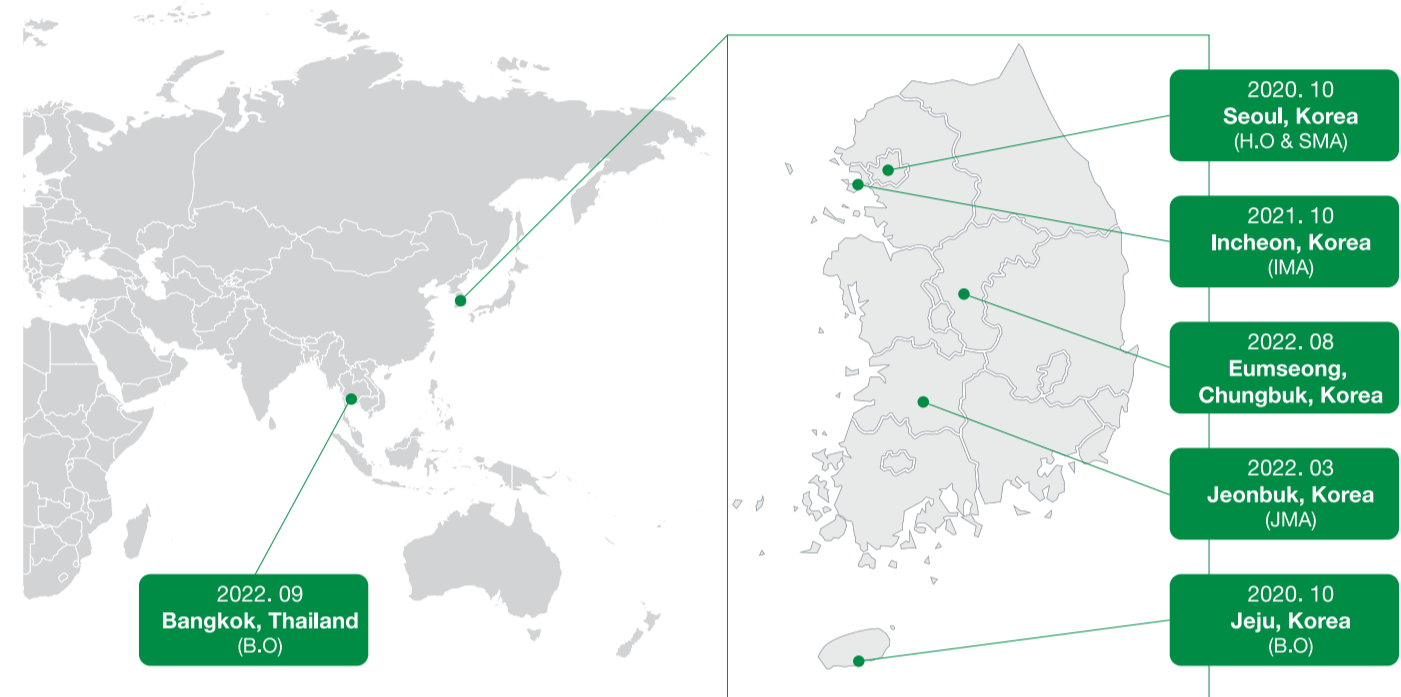 2020. 10
Seoul, Korea
(H.O & SMA)
2021. 10
Incheon, Korea
(IMA)
2022. 08
Eumseong,
Chungbuk, Korea
2022. 03
Jeonbuk, Korea
(JMA)
2020. 10
Jeju, Korea
(B.O)
2022. 09
Bangkok, Thailand
(B.O)